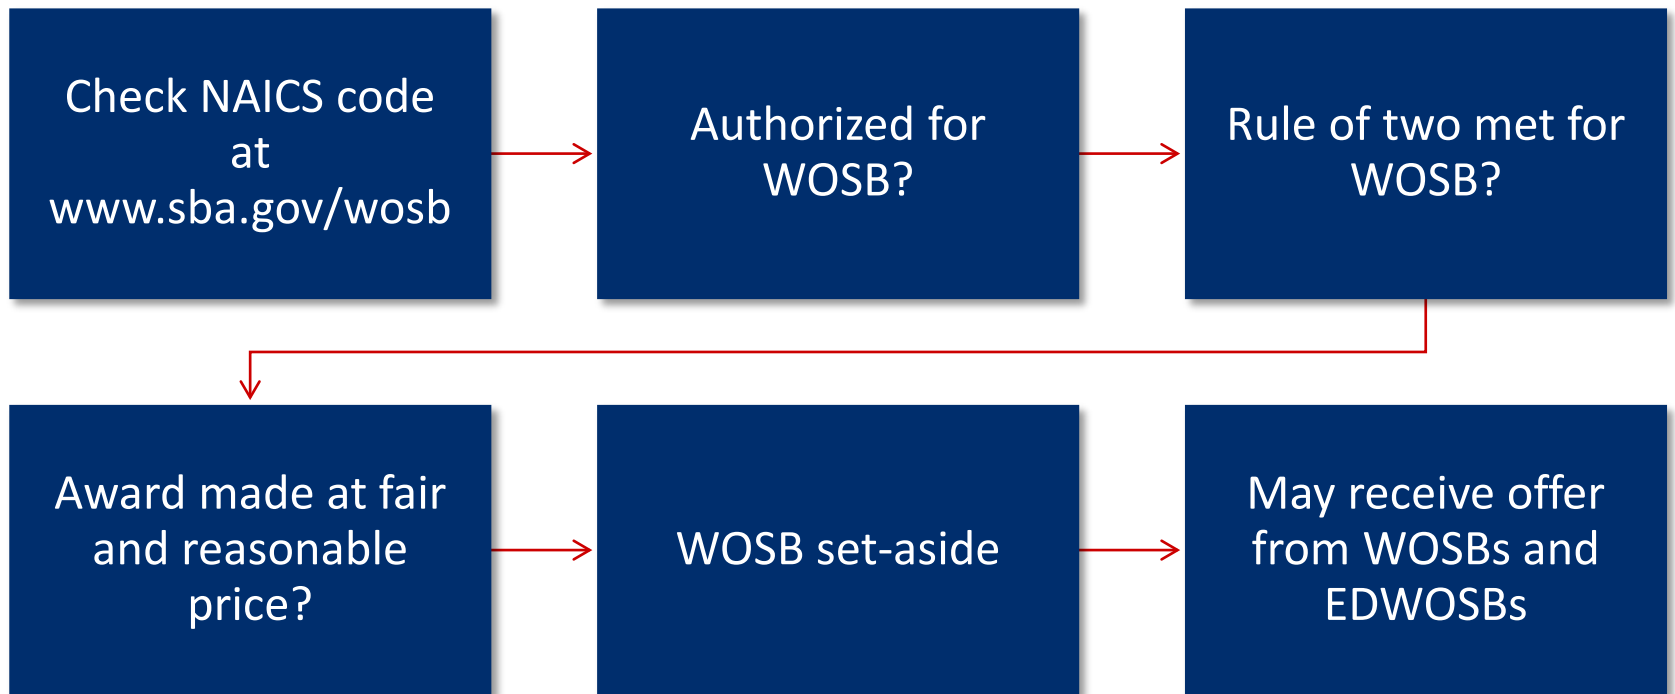 Check NAICS code
at
www.sba.gov/wosb
Authorized for
WOSB?
Rule of two met for
WOSB?
Award made at fair
and reasonable
price?
WOSB set-aside
May receive offer
from WOSBs and
EDWOSBs